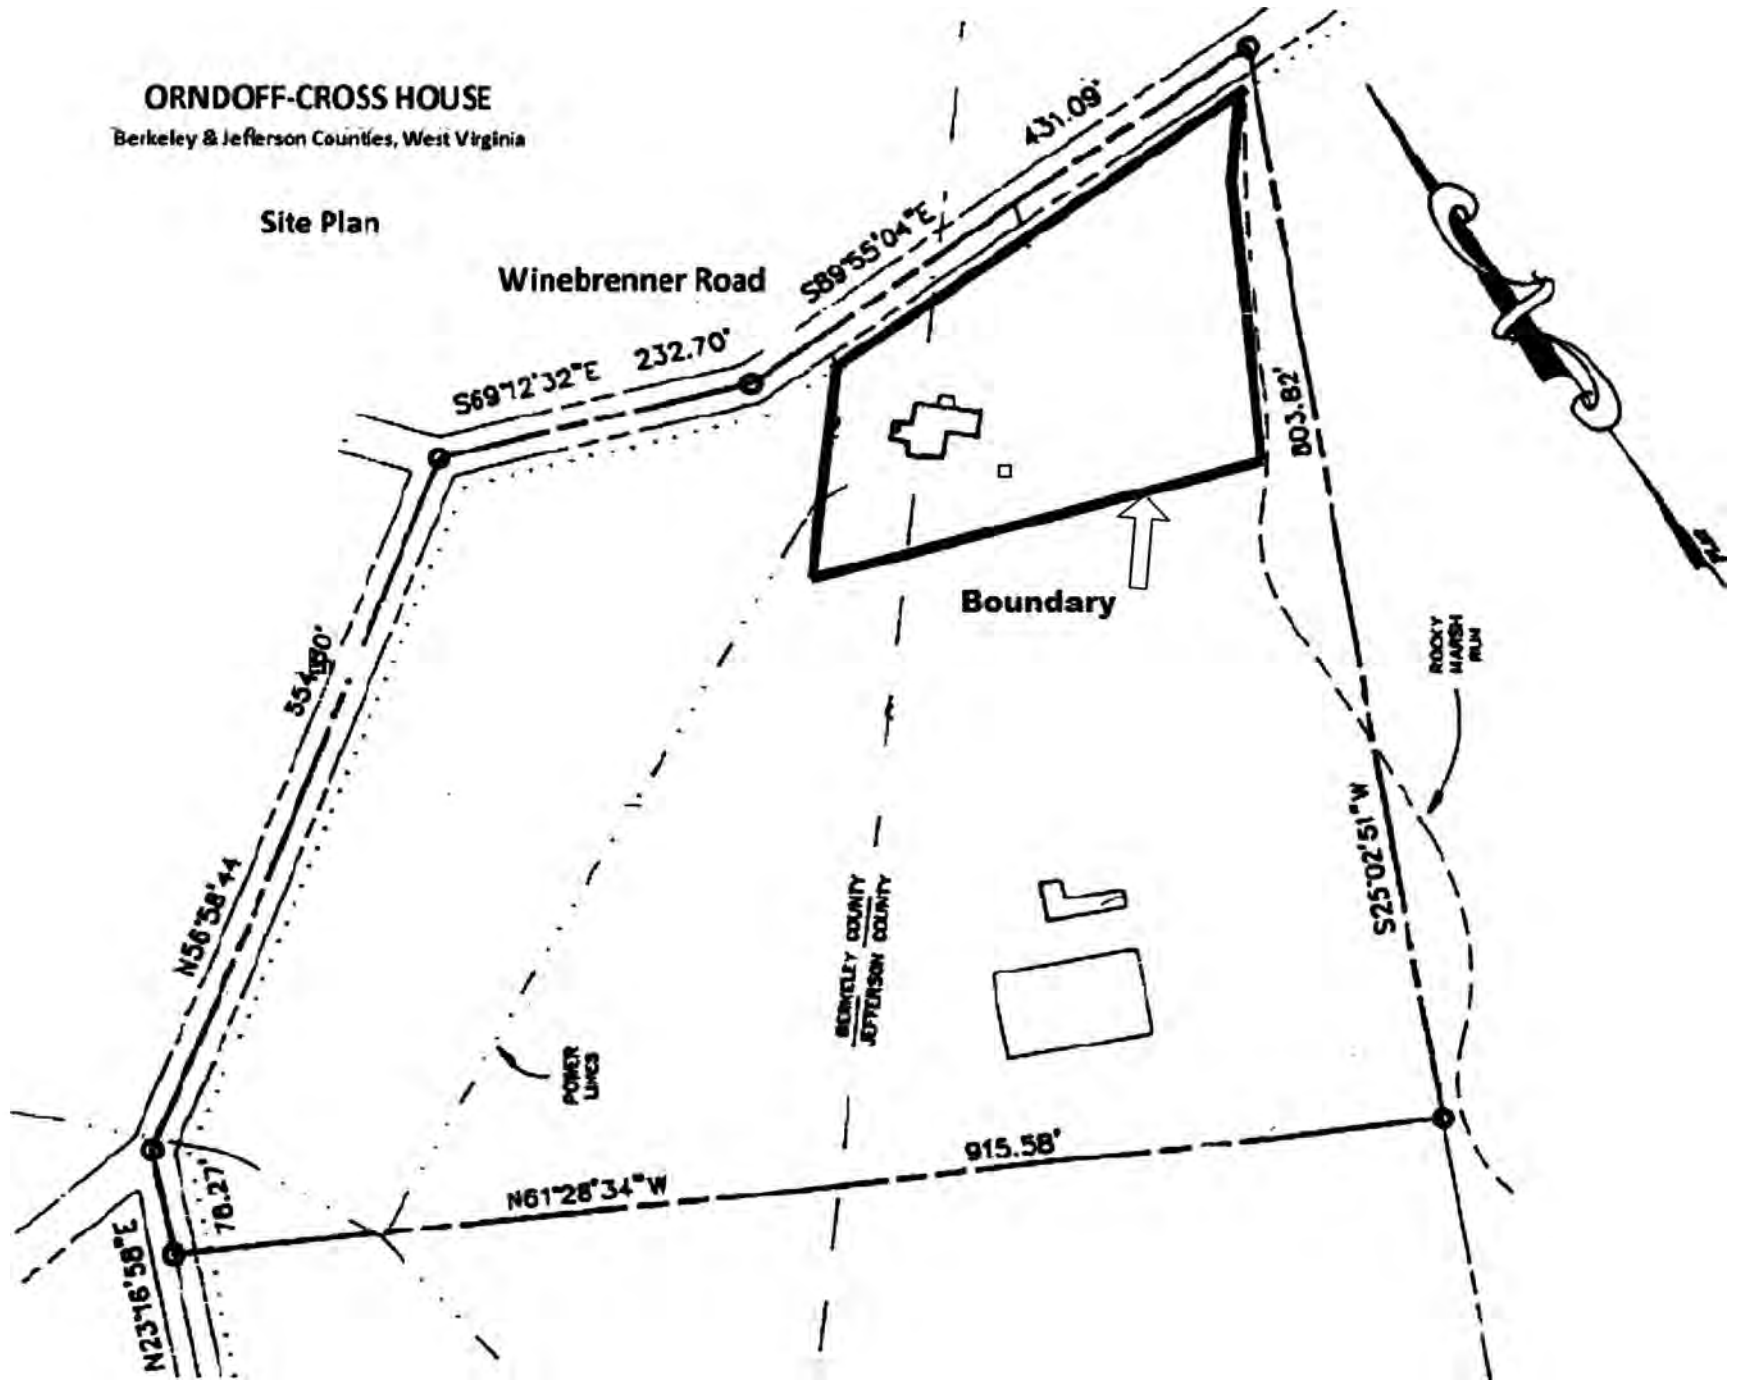 ORNDOFF-CROSS HOUSE
Berkeley & Jefferson Counties, West Virginia
Site Plan
Winebrenner Road
431.09'
S89°55'04"E
232.70'
S69°12'32"E
803.82'
Boundary
ROCKY
MARSH
RUN
N56°58'44
S25°02'51"W
BERKELEY COUNTY
JEFFERSON COUNTY
POWER
LINES
915.58'
N61°28'34"W
78.27'
N23°16'58"E